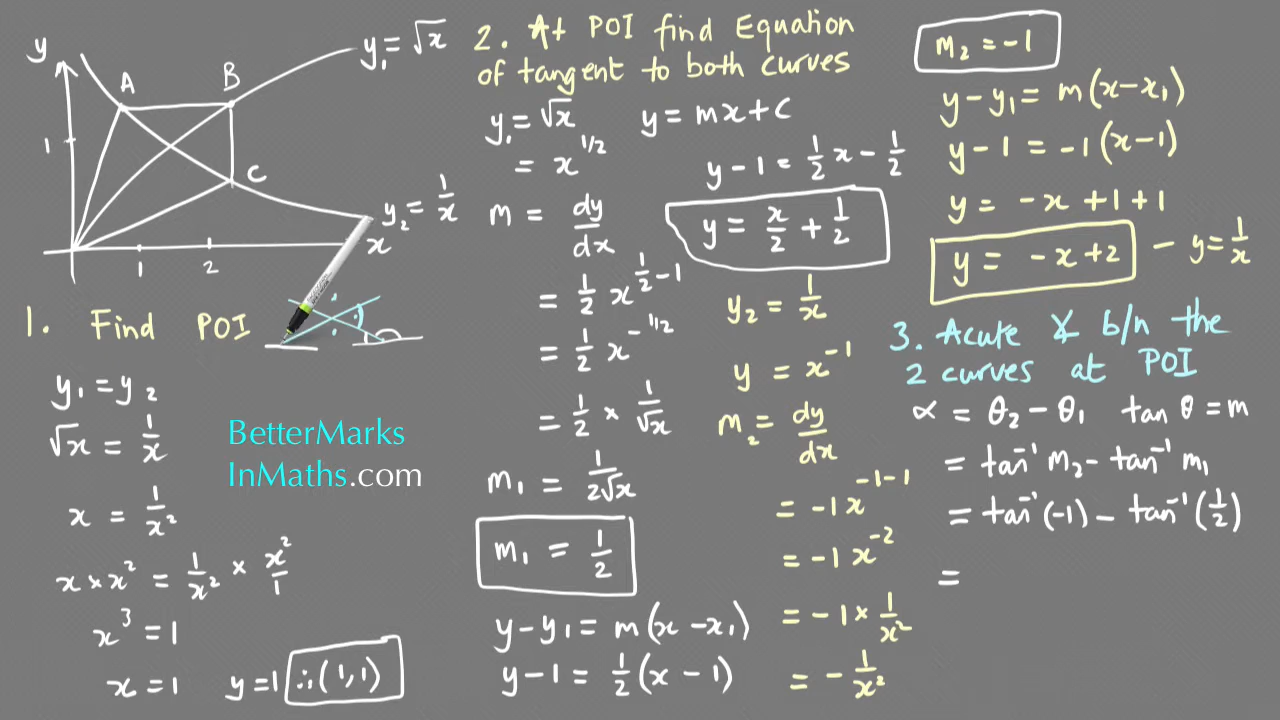 y
A
B
y₁ = √x
1
C
y₂ = 1/x
x
1
2
1. Find POI
y₁ = y₂
√x = 1/x
x = 1/x²
x × x² = 1/x² × x²/1
x³ = 1
x = 1 y = 1 ∴(1,1)
BetterMarks
InMaths.com
2. At POI find Equation
of tangent to both curves
y₁ = √x
= x^1/2
m = dy/dx
= 1/2 x^1/2-1
= 1/2 x^-1/2
= 1/2 × 1/√x
m₁ = 1/2√x
m₁ = 1/2
y-y₁ = m(x-x₁)
y-1 = 1/2(x-1)
y = mx + c
y-1 = 1/2x - 1/2
y = x/2 + 1/2
y₂ = 1/x
y = x^-1
m₂ = dy/dx
= -1x^-1-1
= -1x^-2
= -1 × 1/x²
= -1/x²
m₂ = -1
y-y₁ = m(x-x₁)
y-1 = -1(x-1)
y = -x+1+1
y = -x+2 - y = 1/x
3. Acute ∡ b/n the
2 curves at POI
α = θ₂ - θ₁ tan θ = m
= tan⁻¹ m₂ - tan⁻¹ m₁
= tan⁻¹(-1) - tan⁻¹(1/2)
=